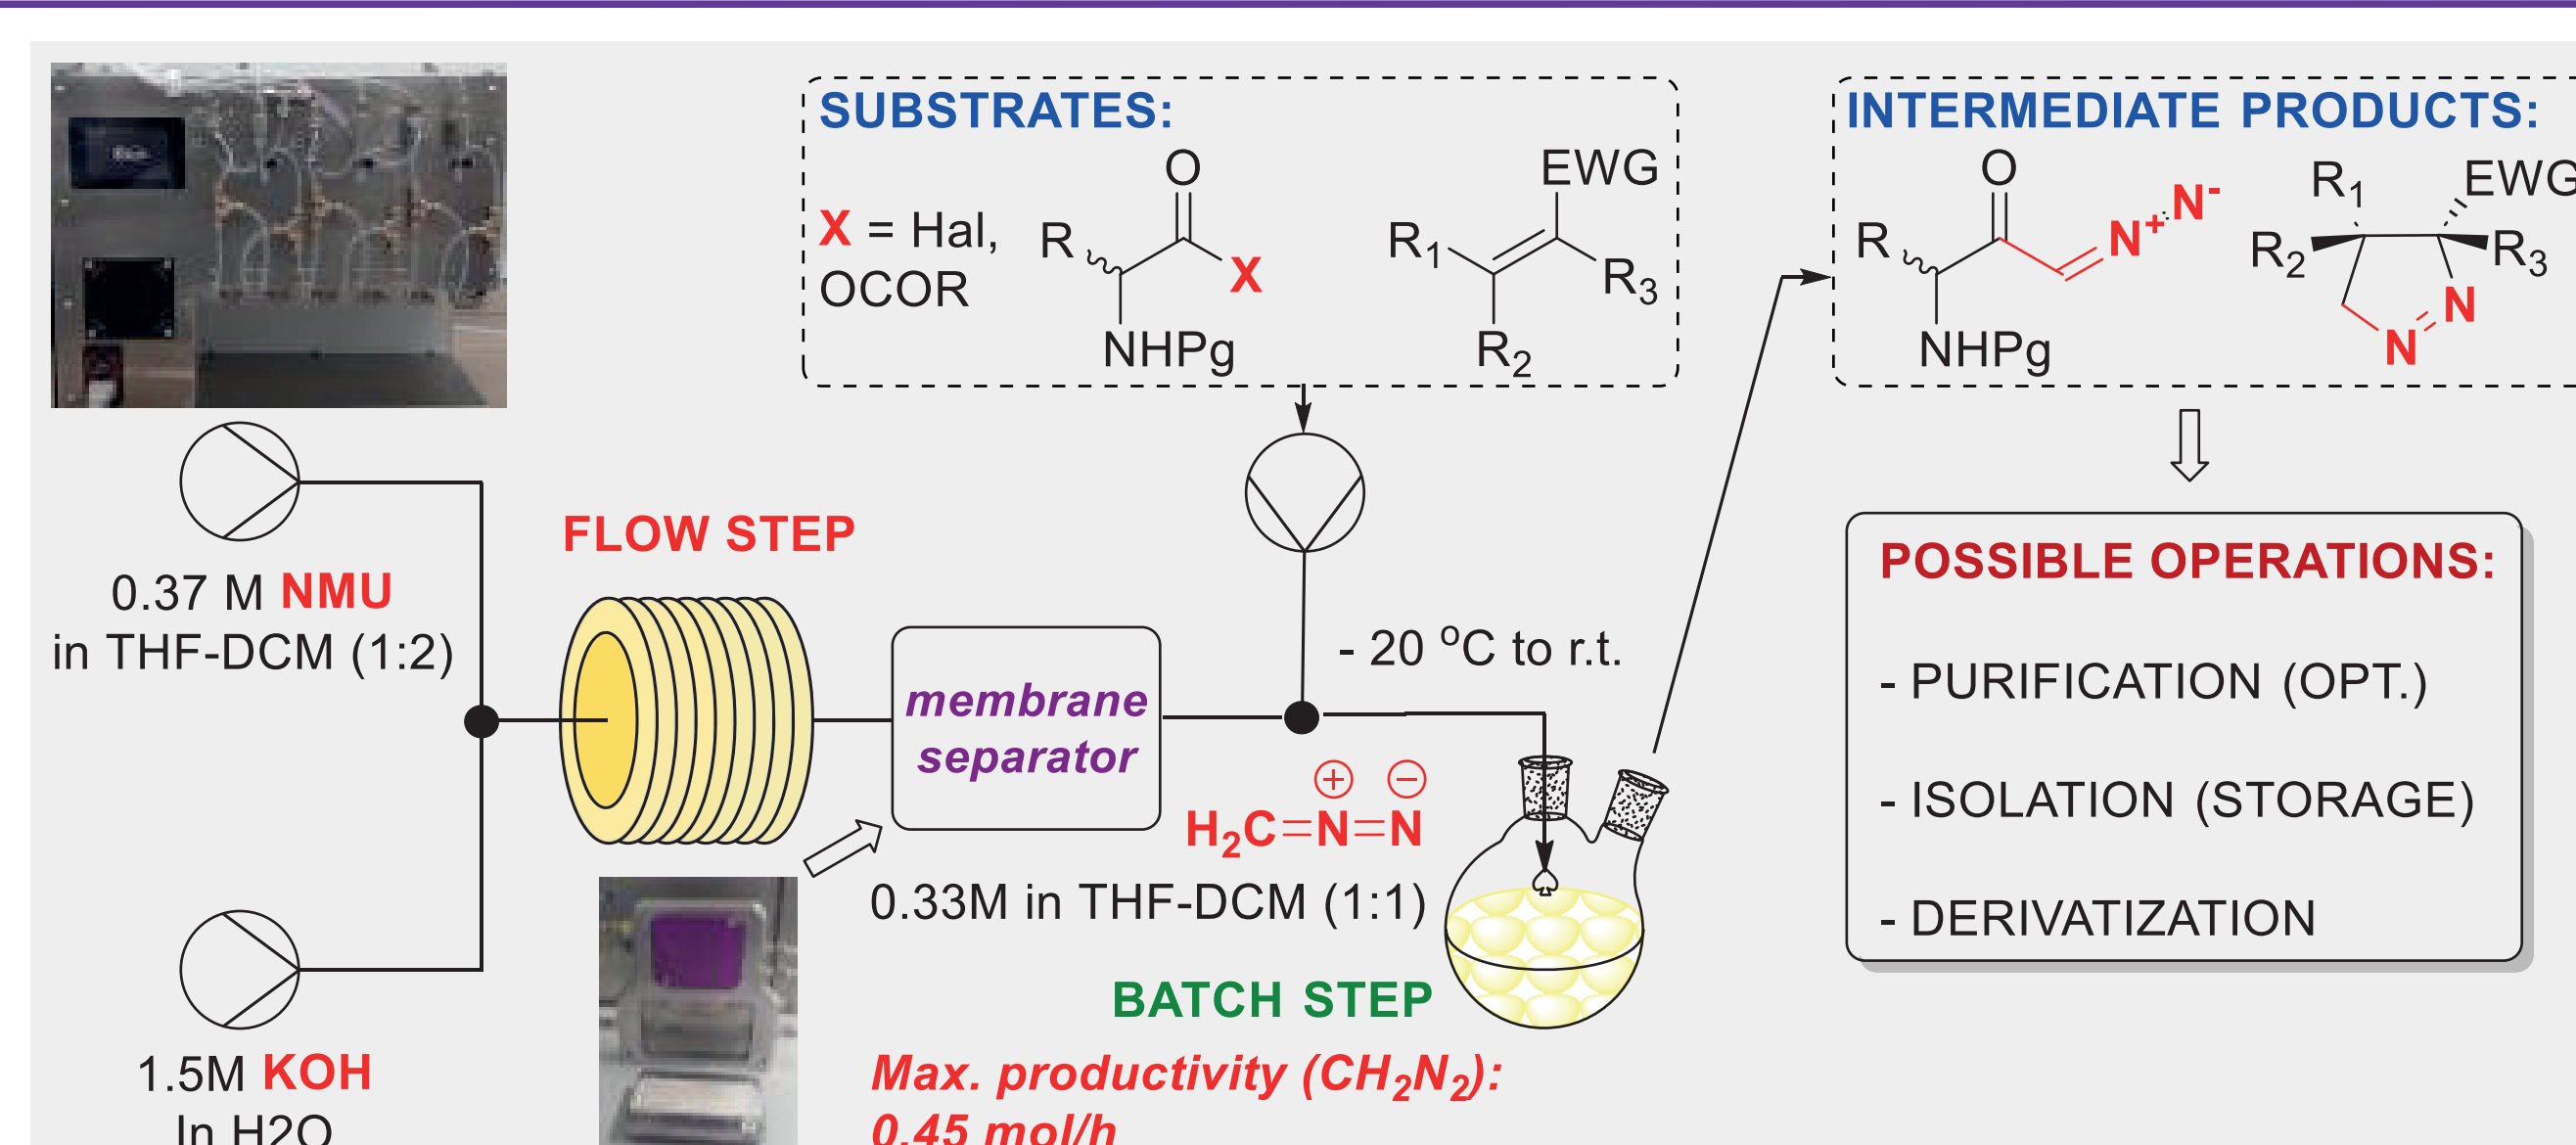 SUBSTRATES:
X = Hal,
OCOR
R
O
X
NHPg
EWG
R1
R3
R2
INTERMEDIATE PRODUCTS:
R
O
N+
N-
NHPg
R1
EWG
R2
R3
N
N
0.37 M NMU
in THF-DCM (1:2)
FLOW STEP
membrane
separator
- 20 °C to r.t.
+ −
H2C=N=N
0.33M in THF-DCM (1:1)
BATCH STEP
Max. productivity (CH2N2):
0.45 mol/h
1.5M KOH
In H2O
POSSIBLE OPERATIONS:
- PURIFICATION (OPT.)
- ISOLATION (STORAGE)
- DERIVATIZATION